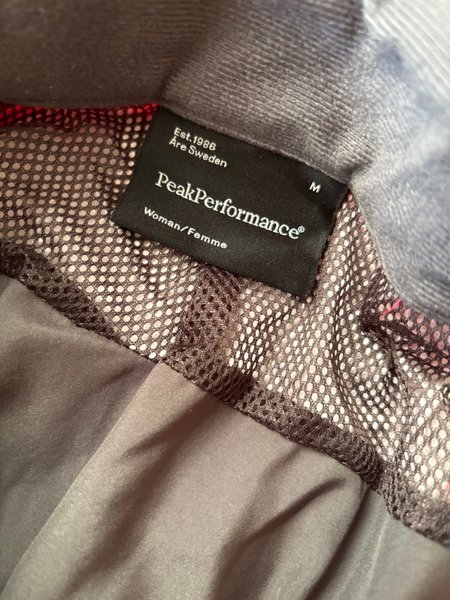 Est.1986
Åre Sweden
M
PeakPerformance®
Woman/Femme